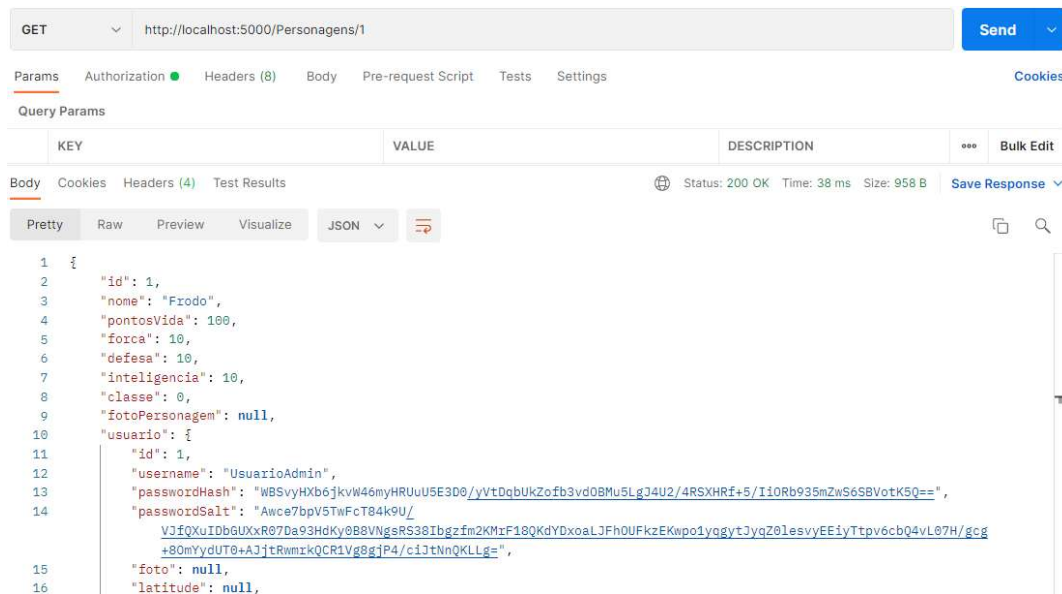 GET http://localhost:5000/Personagens/1 Send
Params Authorization Headers (8) Body Pre-request Script Tests Settings Cookies
Query Params
KEY VALUE DESCRIPTION ooo Bulk Edit
Body Cookies Headers (4) Test Results Status: 200 OK Time: 38 ms Size: 958 B Save Response
Pretty Raw Preview Visualize JSON
1 {
2 "id": 1,
3 "nome": "Frodo",
4 "pontosVida": 100,
5 "forca": 10,
6 "defesa": 10,
7 "inteligencia": 10,
8 "classe": 0,
9 "fotoPersonagem": null,
10 "usuario": {
11 "id": 1,
12 "username": "UsuarioAdmin",
13 "passwordHash": "WBSvyHXb6jkvW46myHRUuU5E3D0/yVtDqbUkZofb3vdOBMu5LgJ4U2/4RSXHRf+5/IiORb935mZwS6SBVotK5Q==",
14 "passwordSalt": "Awce7bpV5TwFcT84k9U/
VJfQXuIDbGUXxR07Da93HdKy0B8VNgsRS38Ibgzfm2KMrF18QKdYDxoaLJFhOUFkzEKwpo1yqgytJyqZ0lesvyEEiyTtpv6cbQ4vL07H/gcg
+8OmYydUT0+AJjtRwmrkQCR1Vg8gjP4/ciJtNnQKLLg=",
15 "foto": null,
16 "latitude": null,